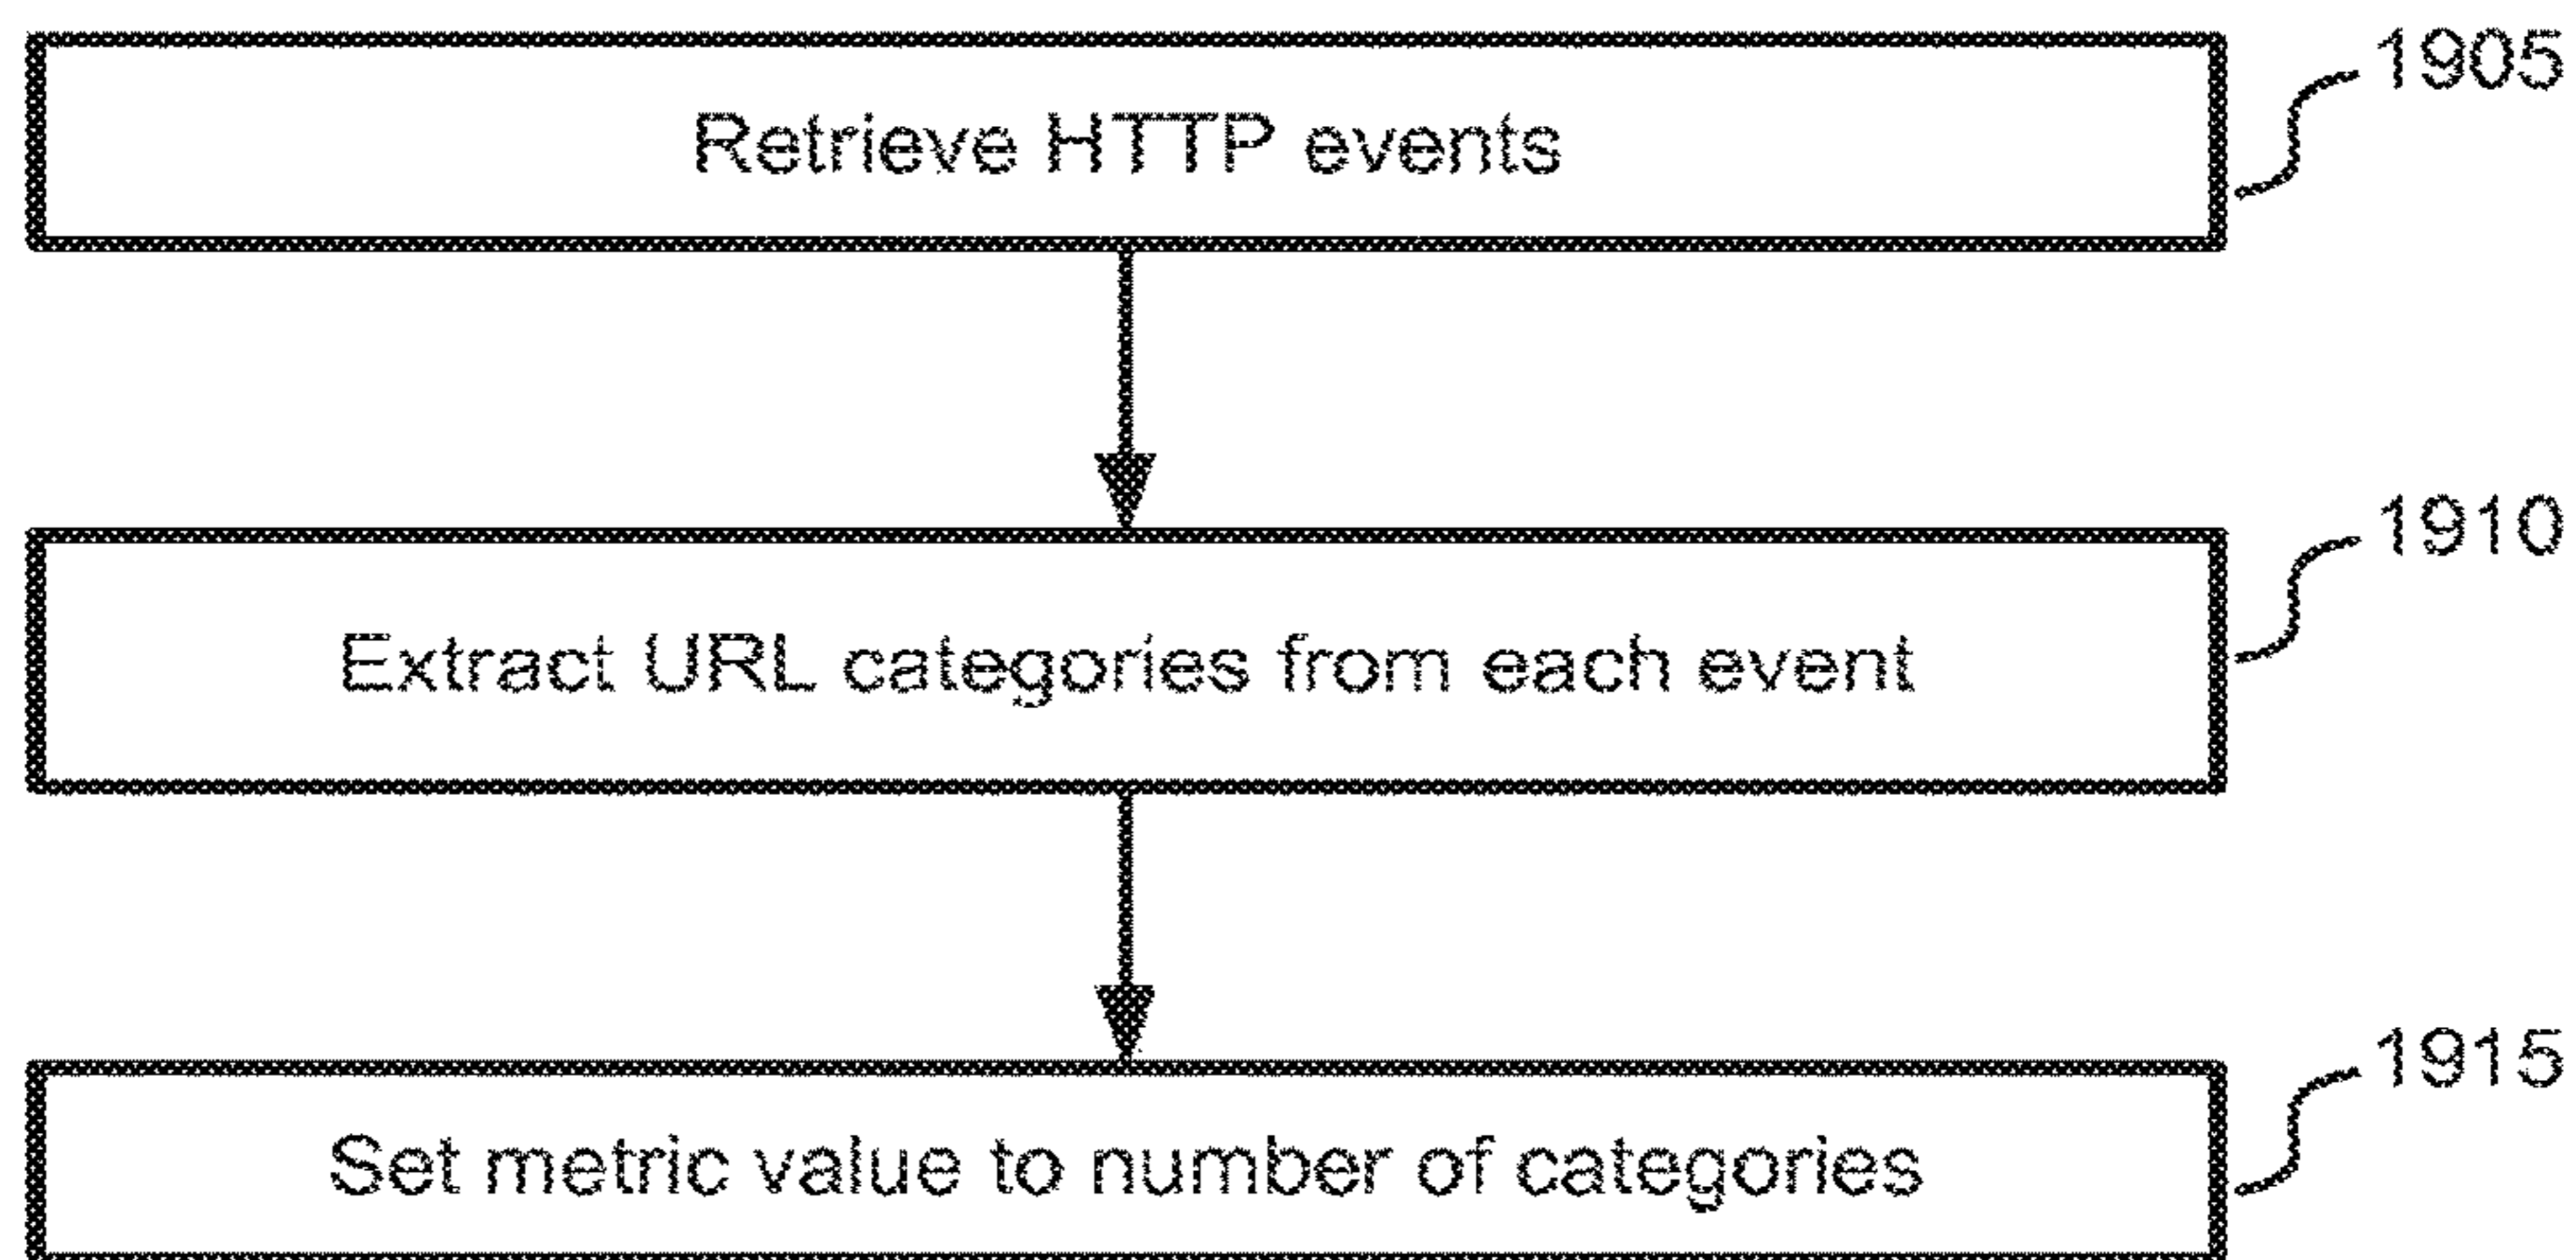 1905
Retrieve HTTP events
1910
Extract URL categories from each event
1915
Set metric value to number of categories